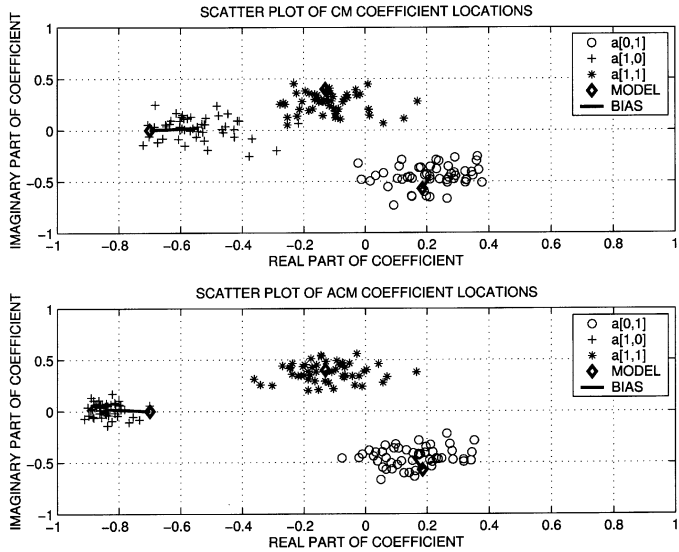 SCATTER PLOT OF CM COEFFICIENT LOCATIONS
1
0.5
0
−0.5
−1
IMAGINARY PART OF COEFFICIENT
a[0,1]
a[1,0]
a[1,1]
MODEL
BIAS
−1 −0.8 −0.6 −0.4 −0.2 0 0.2 0.4 0.6 0.8 1
REAL PART OF COEFFICIENT
SCATTER PLOT OF ACM COEFFICIENT LOCATIONS
1
0.5
0
−0.5
−1
IMAGINARY PART OF COEFFICIENT
a[0,1]
a[1,0]
a[1,1]
MODEL
BIAS
−1 −0.8 −0.6 −0.4 −0.2 0 0.2 0.4 0.6 0.8 1
REAL PART OF COEFFICIENT